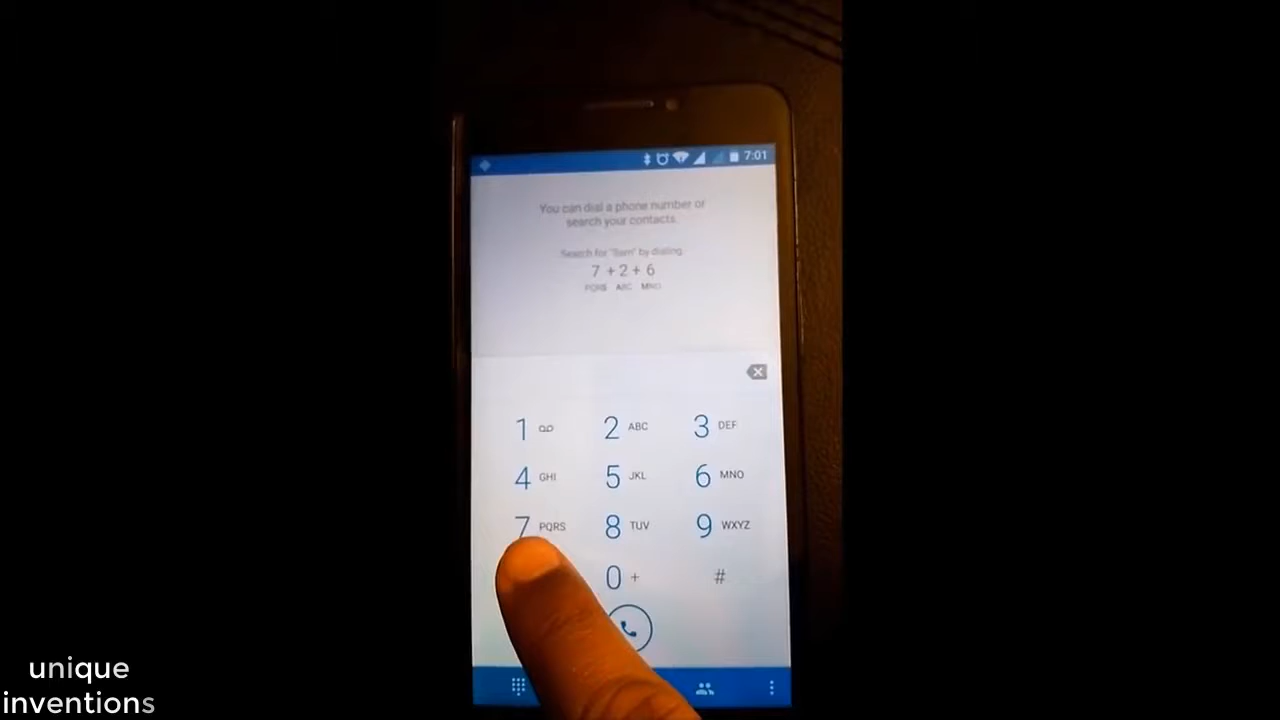 7:01
You can dial a phone number or
search your contacts.
Search for "Sam" by dialing
7 + 2 + 6
PQRS ABC MNO
1 2 ABC 3 DEF
4 GHI 5 JKL 6 MNO
7 PQRS 8 TUV 9 WXYZ
0 + #
unique
inventions